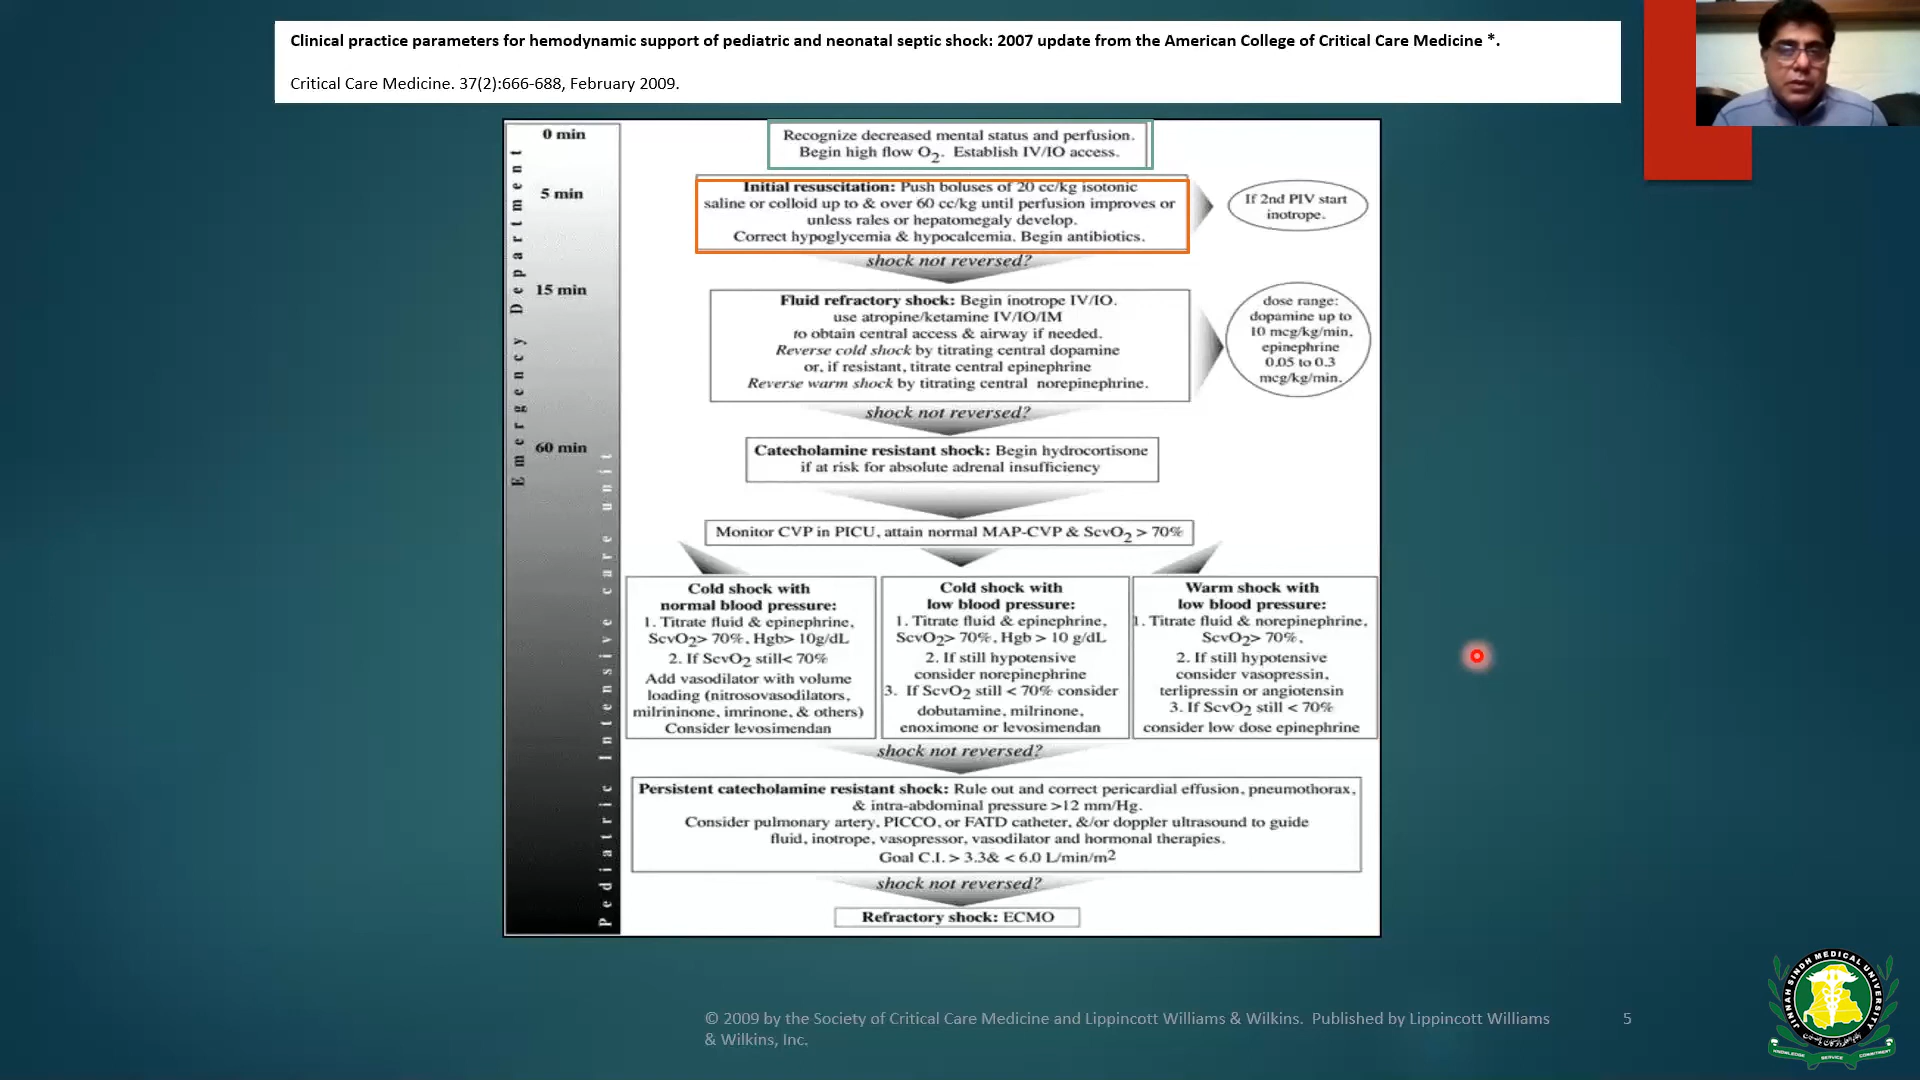 Clinical practice parameters for hemodynamic support of pediatric and neonatal septic shock: 2007 update from the American College of Critical Care Medicine *.
Critical Care Medicine. 37(2):666-688, February 2009.
Emergency Department
Pediatric Intensive care unit
0 min
Recognize decreased mental status and perfusion.
Begin high flow O2. Establish IV/IO access.
5 min
Initial resuscitation: Push boluses of 20 cc/kg isotonic
saline or colloid up to & over 60 cc/kg until perfusion improves or
unless rales or hepatomegaly develop.
Correct hypoglycemia & hypocalcemia. Begin antibiotics.
If 2nd PIV start
inotrope.
shock not reversed?
15 min
Fluid refractory shock: Begin inotrope IV/IO.
use atropine/ketamine IV/IO/IM
to obtain central access & airway if needed.
Reverse cold shock by titrating central dopamine
or, if resistant, titrate central epinephrine
Reverse warm shock by titrating central norepinephrine.
dose range:
dopamine up to
10 mcg/kg/min,
epinephrine
0.05 to 0.3
mcg/kg/min.
shock not reversed?
60 min
Catecholamine resistant shock: Begin hydrocortisone
if at risk for absolute adrenal insufficiency
Monitor CVP in PICU, attain normal MAP-CVP & ScvO2 > 70%
Cold shock with
normal blood pressure:
1. Titrate fluid & epinephrine,
ScvO2> 70%, Hgb> 10g/dL
2. If ScvO2 still< 70%
Add vasodilator with volume
loading (nitrosovasodilators,
milrininone, imrinone, & others)
Consider levosimendan
Cold shock with
low blood pressure:
1. Titrate fluid & epinephrine,
ScvO2> 70%, Hgb > 10 g/dL
2. If still hypotensive
consider norepinephrine
3. If ScvO2 still < 70% consider
dobutamine, milrinone,
enoximone or levosimendan
Warm shock with
low blood pressure:
1. Titrate fluid & norepinephrine,
ScvO2> 70%,
2. If still hypotensive
consider vasopressin,
terlipressin or angiotensin
3. If ScvO2 still < 70%
consider low dose epinephrine
shock not reversed?
Persistent catecholamine resistant shock: Rule out and correct pericardial effusion, pneumothorax,
& intra-abdominal pressure >12 mm/Hg.
Consider pulmonary artery, PICCO, or FATD catheter, &/or doppler ultrasound to guide
fluid, inotrope, vasopressor, vasodilator and hormonal therapies.
Goal C.I. > 3.3& < 6.0 L/min/m2
shock not reversed?
Refractory shock: ECMO
© 2009 by the Society of Critical Care Medicine and Lippincott Williams & Wilkins. Published by Lippincott Williams
& Wilkins, Inc.
5
JINNAH SINDH MEDICAL UNIVERSITY
KNOWLEDGE SERVICE COMMITMENT